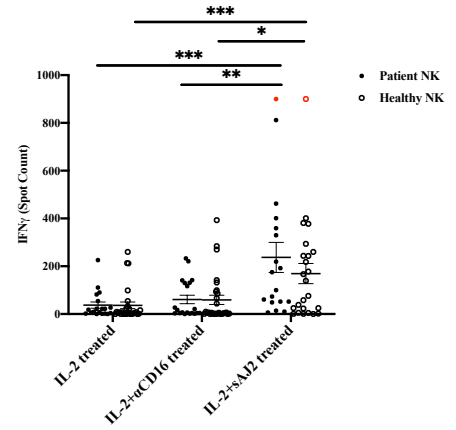 ***
*
***
**
Patient NK
Healthy NK
IFNγ (Spot Count)
1000
800
600
400
200
0
IL-2 treated
IL-2+αCD16 treated
IL-2+sAJ2 treated